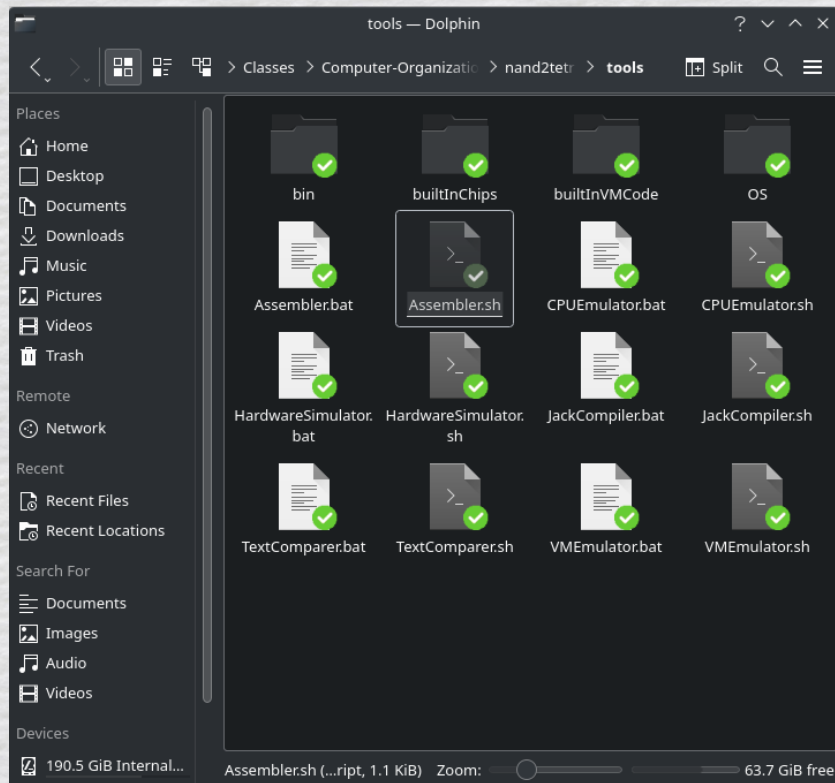 tools — Dolphin
Classes > Computer-Organizatio > nand2tetr > tools Split
Places
Home
Desktop
Documents
Downloads
Music
Pictures
Videos
Trash
Remote
Network
Recent
Recent Files
Recent Locations
Search For
Documents
Images
Audio
Videos
Devices
190.5 GiB Internal...
bin builtInChips builtInVMCode OS
Assembler.bat Assembler.sh CPUEmulator.bat CPUEmulator.sh
HardwareSimulator. HardwareSimulator. JackCompiler.bat JackCompiler.sh
bat sh
TextComparer.bat TextComparer.sh VMEmulator.bat VMEmulator.sh
Assembler.sh (...ript, 1.1 KiB) Zoom: 63.7 GiB free